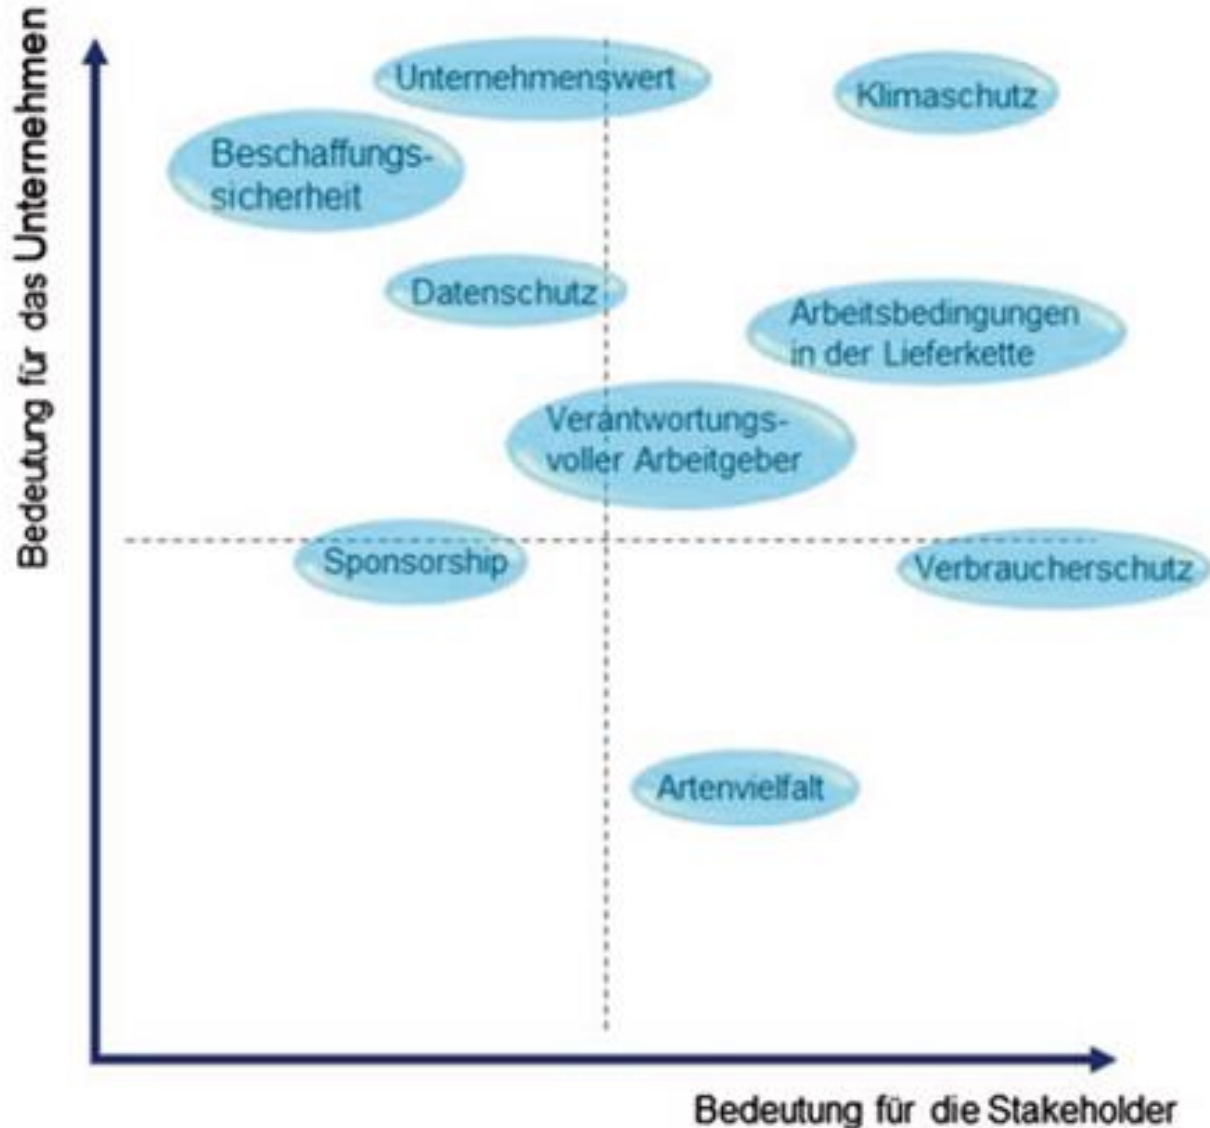 Bedeutung für das Unternehmen
Unternehmenswert
Klimaschutz
Beschaffungs-
sicherheit
Datenschutz
Arbeitsbedingungen
in der Lieferkette
Verantwortungs-
voller Arbeitgeber
Sponsorship
Verbraucherschutz
Artenvielfalt
Bedeutung für die Stakeholder